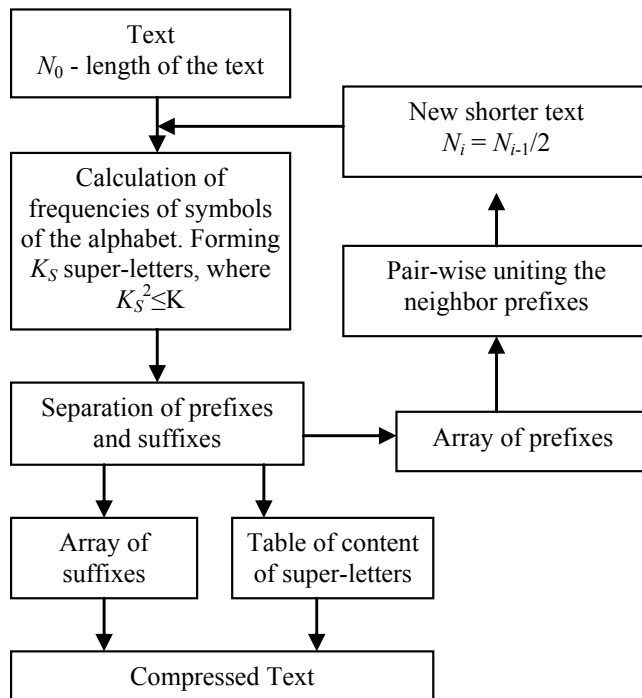 Text
N₀ - length of the text
New shorter text
Nᵢ = Nᵢ₋₁/2
Calculation of
frequencies of symbols
of the alphabet. Forming
K_S super-letters, where
K_S²≤K
Pair-wise uniting the
neighbor prefixes
Separation of prefixes
and suffixes
Array of prefixes
Array of
suffixes
Table of content
of super-letters
Compressed Text